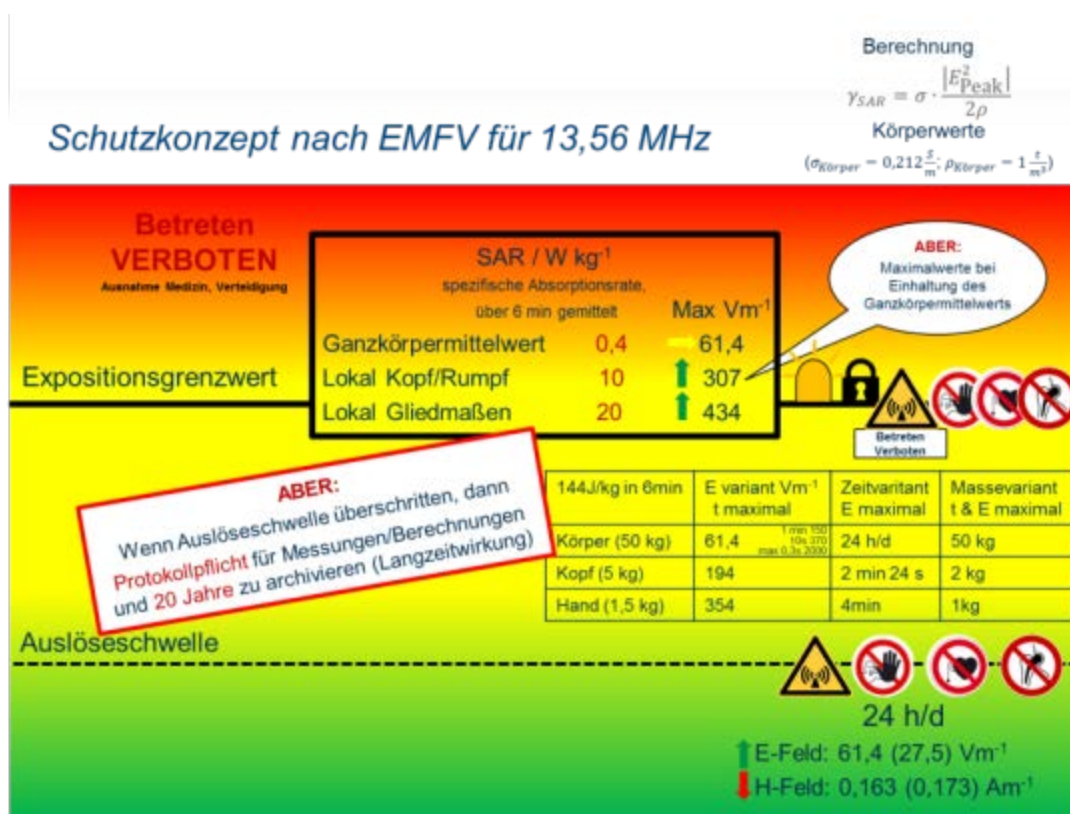 Berechnung
γ_SAR = σ · |E²_Peak| / 2ρ
Körperwerte
(σ_Körper = 0,212 S/m; ρ_Körper = 1 t/m³)
Schutzkonzept nach EMFV für 13,56 MHz
Betreten
VERBOTEN
Ausnahme Medizin, Verteidigung
SAR / W kg⁻¹
spezifische Absorptionsrate,
über 6 min gemittelt
Max Vm⁻¹
Ganzkörpermittelwert 0,4 61,4
Lokal Kopf/Rumpf 10 307
Lokal Gliedmaßen 20 434
ABER:
Maximalwerte bei
Einhaltung des
Ganzkörpermittelwerts
Expositionsgrenzwert
Betreten
Verboten
ABER:
Wenn Auslöseschwelle überschritten, dann
Protokollpflicht für Messungen/Berechnungen
und 20 Jahre zu archivieren (Langzeitwirkung)
144J/kg in 6min
E variant Vm⁻¹
t maximal
Zeitvaritant
E maximal
Massevariant
t & E maximal
Körper (50 kg) 61,4
1 min 150
10s 370
max 0,3s 2000
24 h/d 50 kg
Kopf (5 kg) 194 2 min 24 s 2 kg
Hand (1,5 kg) 354 4min 1kg
Auslöseschwelle
24 h/d
E-Feld: 61,4 (27,5) Vm⁻¹
H-Feld: 0,163 (0,173) Am⁻¹